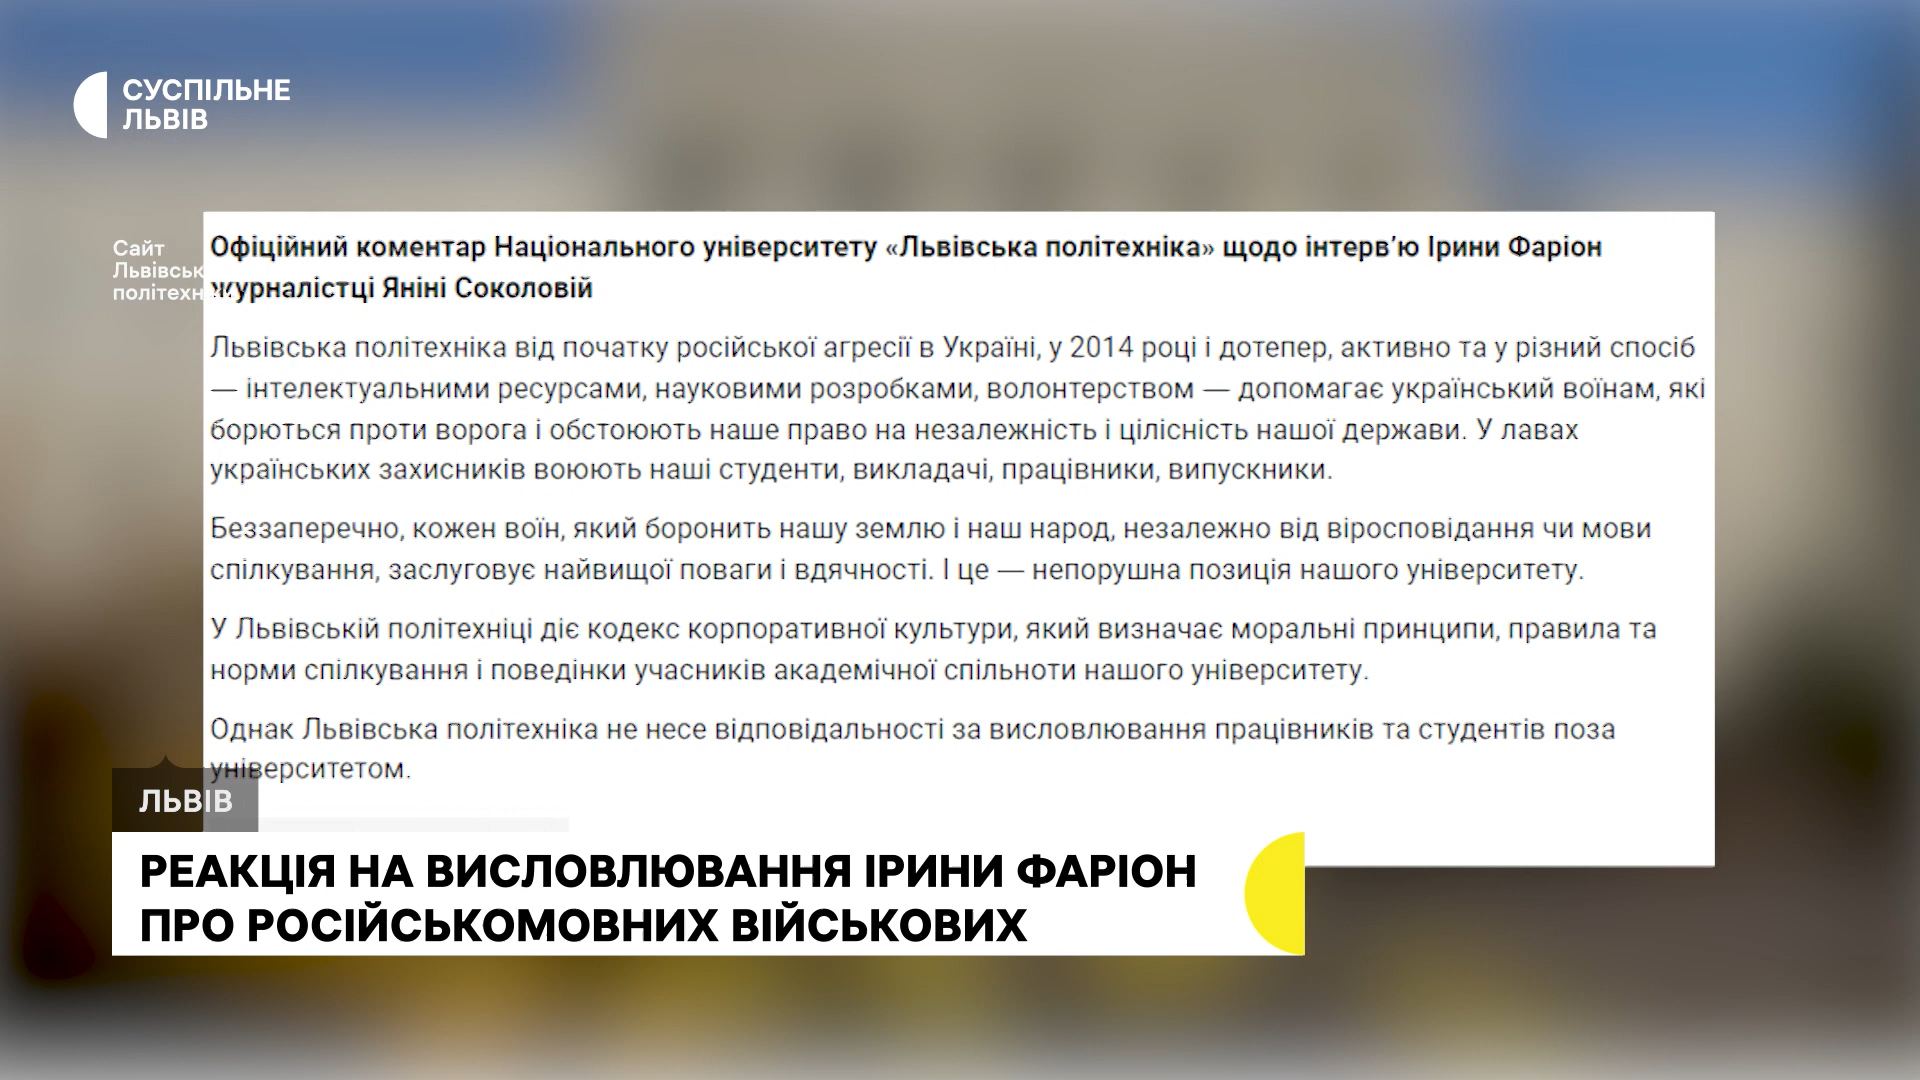 СУСПІЛЬНЕ
ЛЬВІВ
Сайт
Львівськ
політехніки
Офіційний коментар Національного університету «Львівська політехніка» щодо інтерв’ю Ірини Фаріон
журналістці Яніні Соколовій
Львівська політехніка від початку російської агресії в Україні, у 2014 році і дотепер, активно та у різний спосіб
— інтелектуальними ресурсами, науковими розробками, волонтерством — допомагає український воїнам, які
борються проти ворога і обстоюють наше право на незалежність і цілісність нашої держави. У лавах
українських захисників воюють наші студенти, викладачі, працівники, випускники.
Беззаперечно, кожен воїн, який боронить нашу землю і наш народ, незалежно від віросповідання чи мови
спілкування, заслуговує найвищої поваги і вдячності. І це — непорушна позиція нашого університету.
У Львівській політехніці діє кодекс корпоративної культури, який визначає моральні принципи, правила та
норми спілкування і поведінки учасників академічної спільноти нашого університету.
Однак Львівська політехніка не несе відповідальності за висловлювання працівників та студентів поза
університетом.
ЛЬВІВ
РЕАКЦІЯ НА ВИСЛОВЛЮВАННЯ ІРИНИ ФАРІОН
ПРО РОСІЙСЬКОМОВНИХ ВІЙСЬКОВИХ